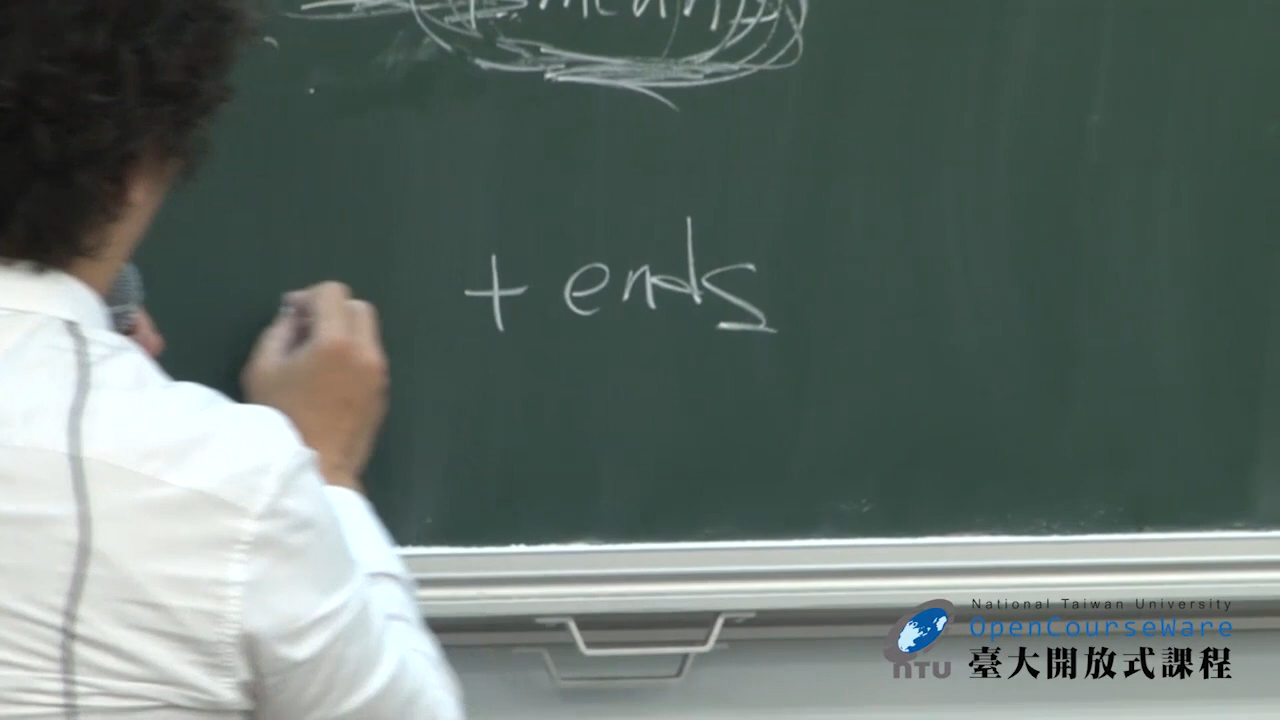 + ends
National Taiwan University
OpenCourseWare
NTU
臺大開放式課程